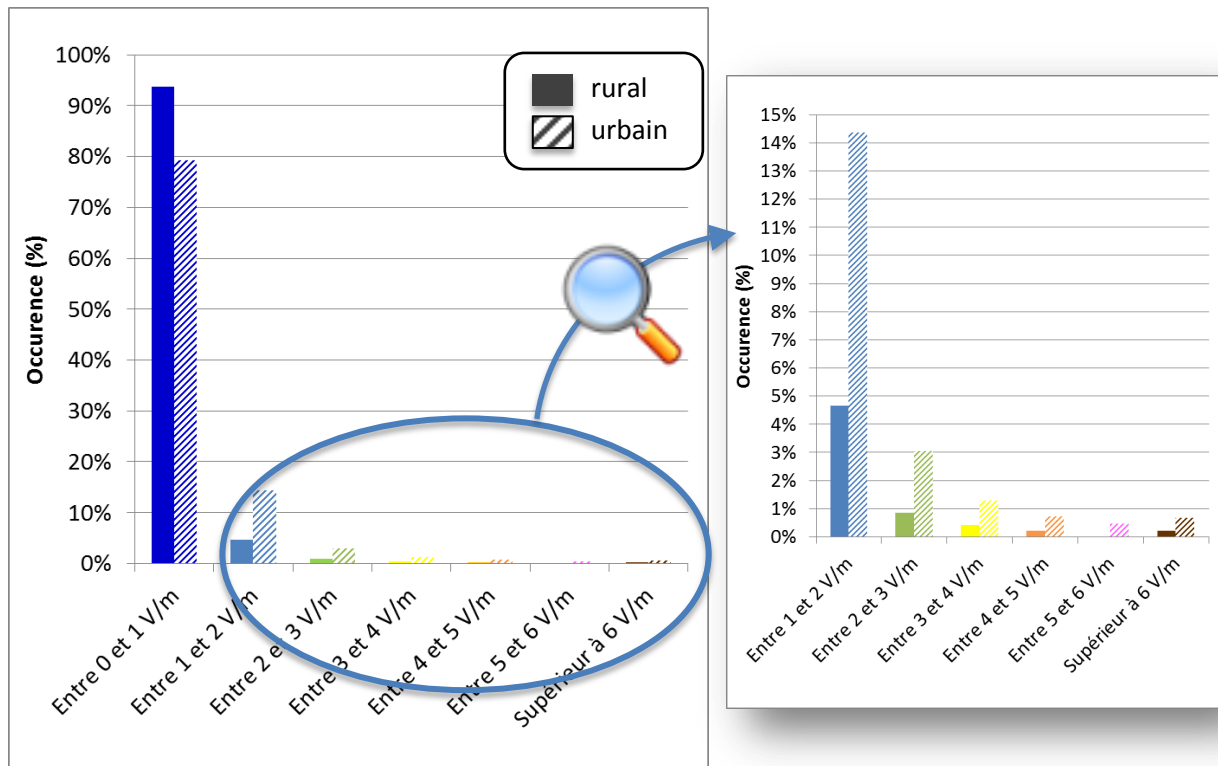 100%
90%
80%
70%
60%
50%
40%
30%
20%
10%
0%
Occurence (%)
Entre 0 et 1 V/m
Entre 1 et 2 V/m
Entre 2 et 3 V/m
Entre 3 et 4 V/m
Entre 4 et 5 V/m
Entre 5 et 6 V/m
Supérieur à 6 V/m
rural
urbain
15%
14%
13%
12%
11%
10%
9%
8%
7%
6%
5%
4%
3%
2%
1%
0%
Occurence (%)
Entre 1 et 2 V/m
Entre 2 et 3 V/m
Entre 3 et 4 V/m
Entre 4 et 5 V/m
Entre 5 et 6 V/m
Supérieur à 6 V/m